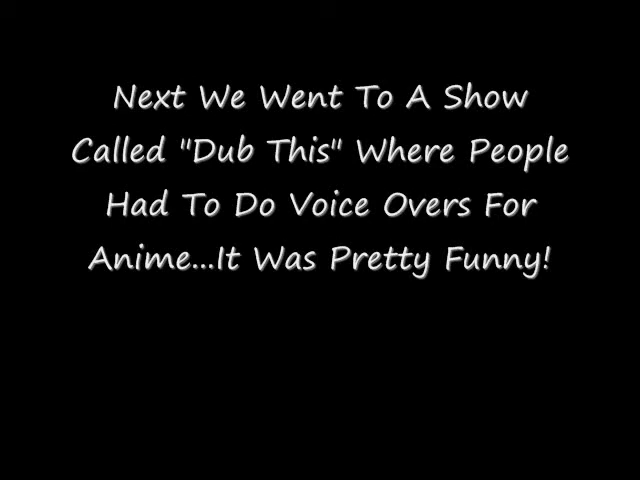 Next We Went To A Show
Called "Dub This" Where People
Had To Do Voice Overs For
Anime...It Was Pretty Funny!